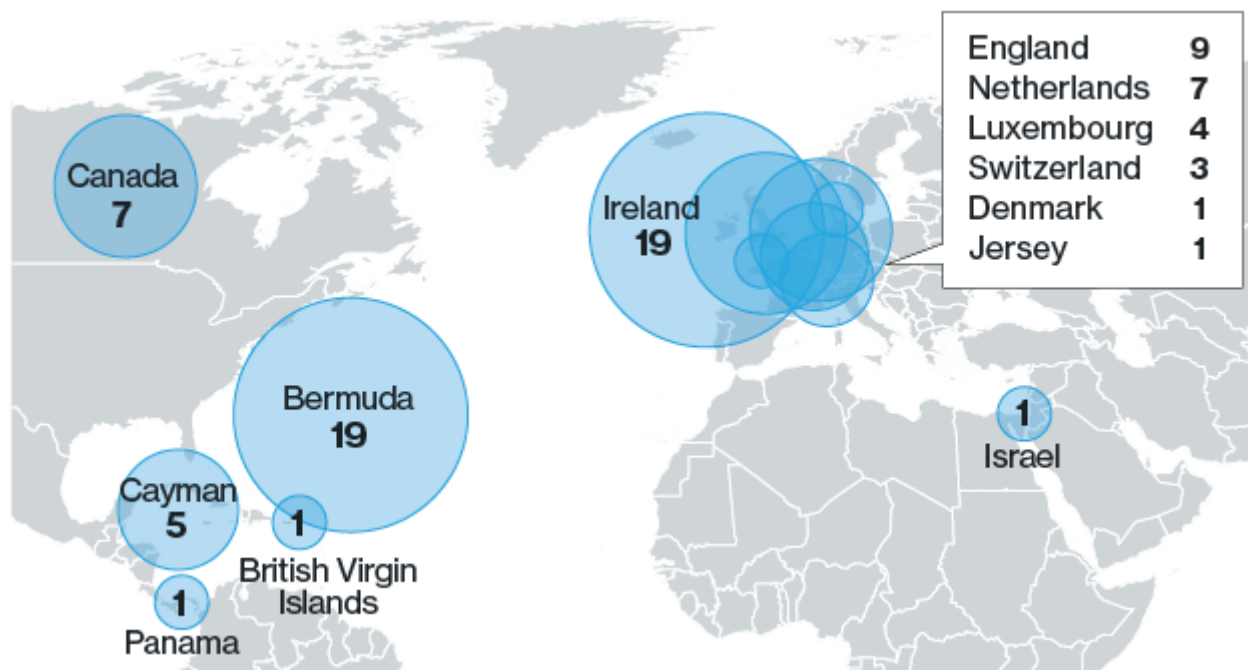 England 9
Netherlands 7
Luxembourg 4
Switzerland 3
Denmark 1
Jersey 1
Canada
7
Ireland
19
Bermuda
19
1
Israel
Cayman
5
1
British Virgin
Islands
1
Panama